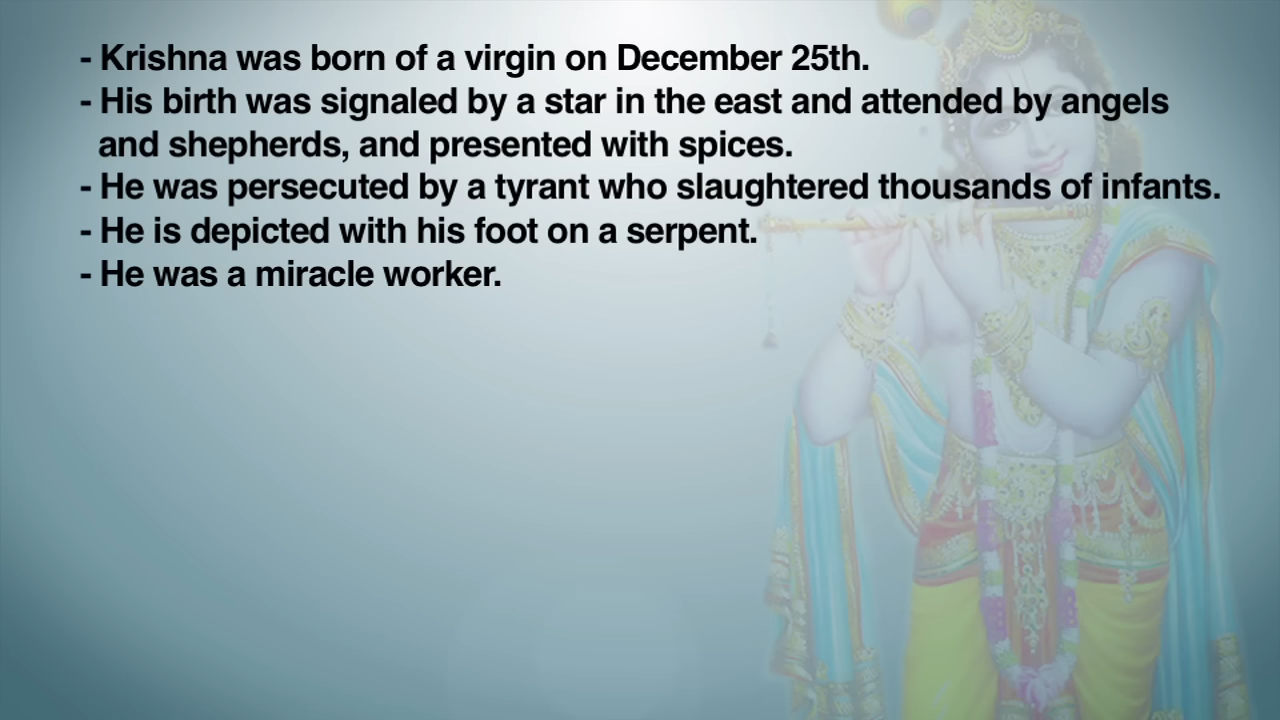 - Krishna was born of a virgin on December 25th.
- His birth was signaled by a star in the east and attended by angels
and shepherds, and presented with spices.
- He was persecuted by a tyrant who slaughtered thousands of infants.
- He is depicted with his foot on a serpent.
- He was a miracle worker.